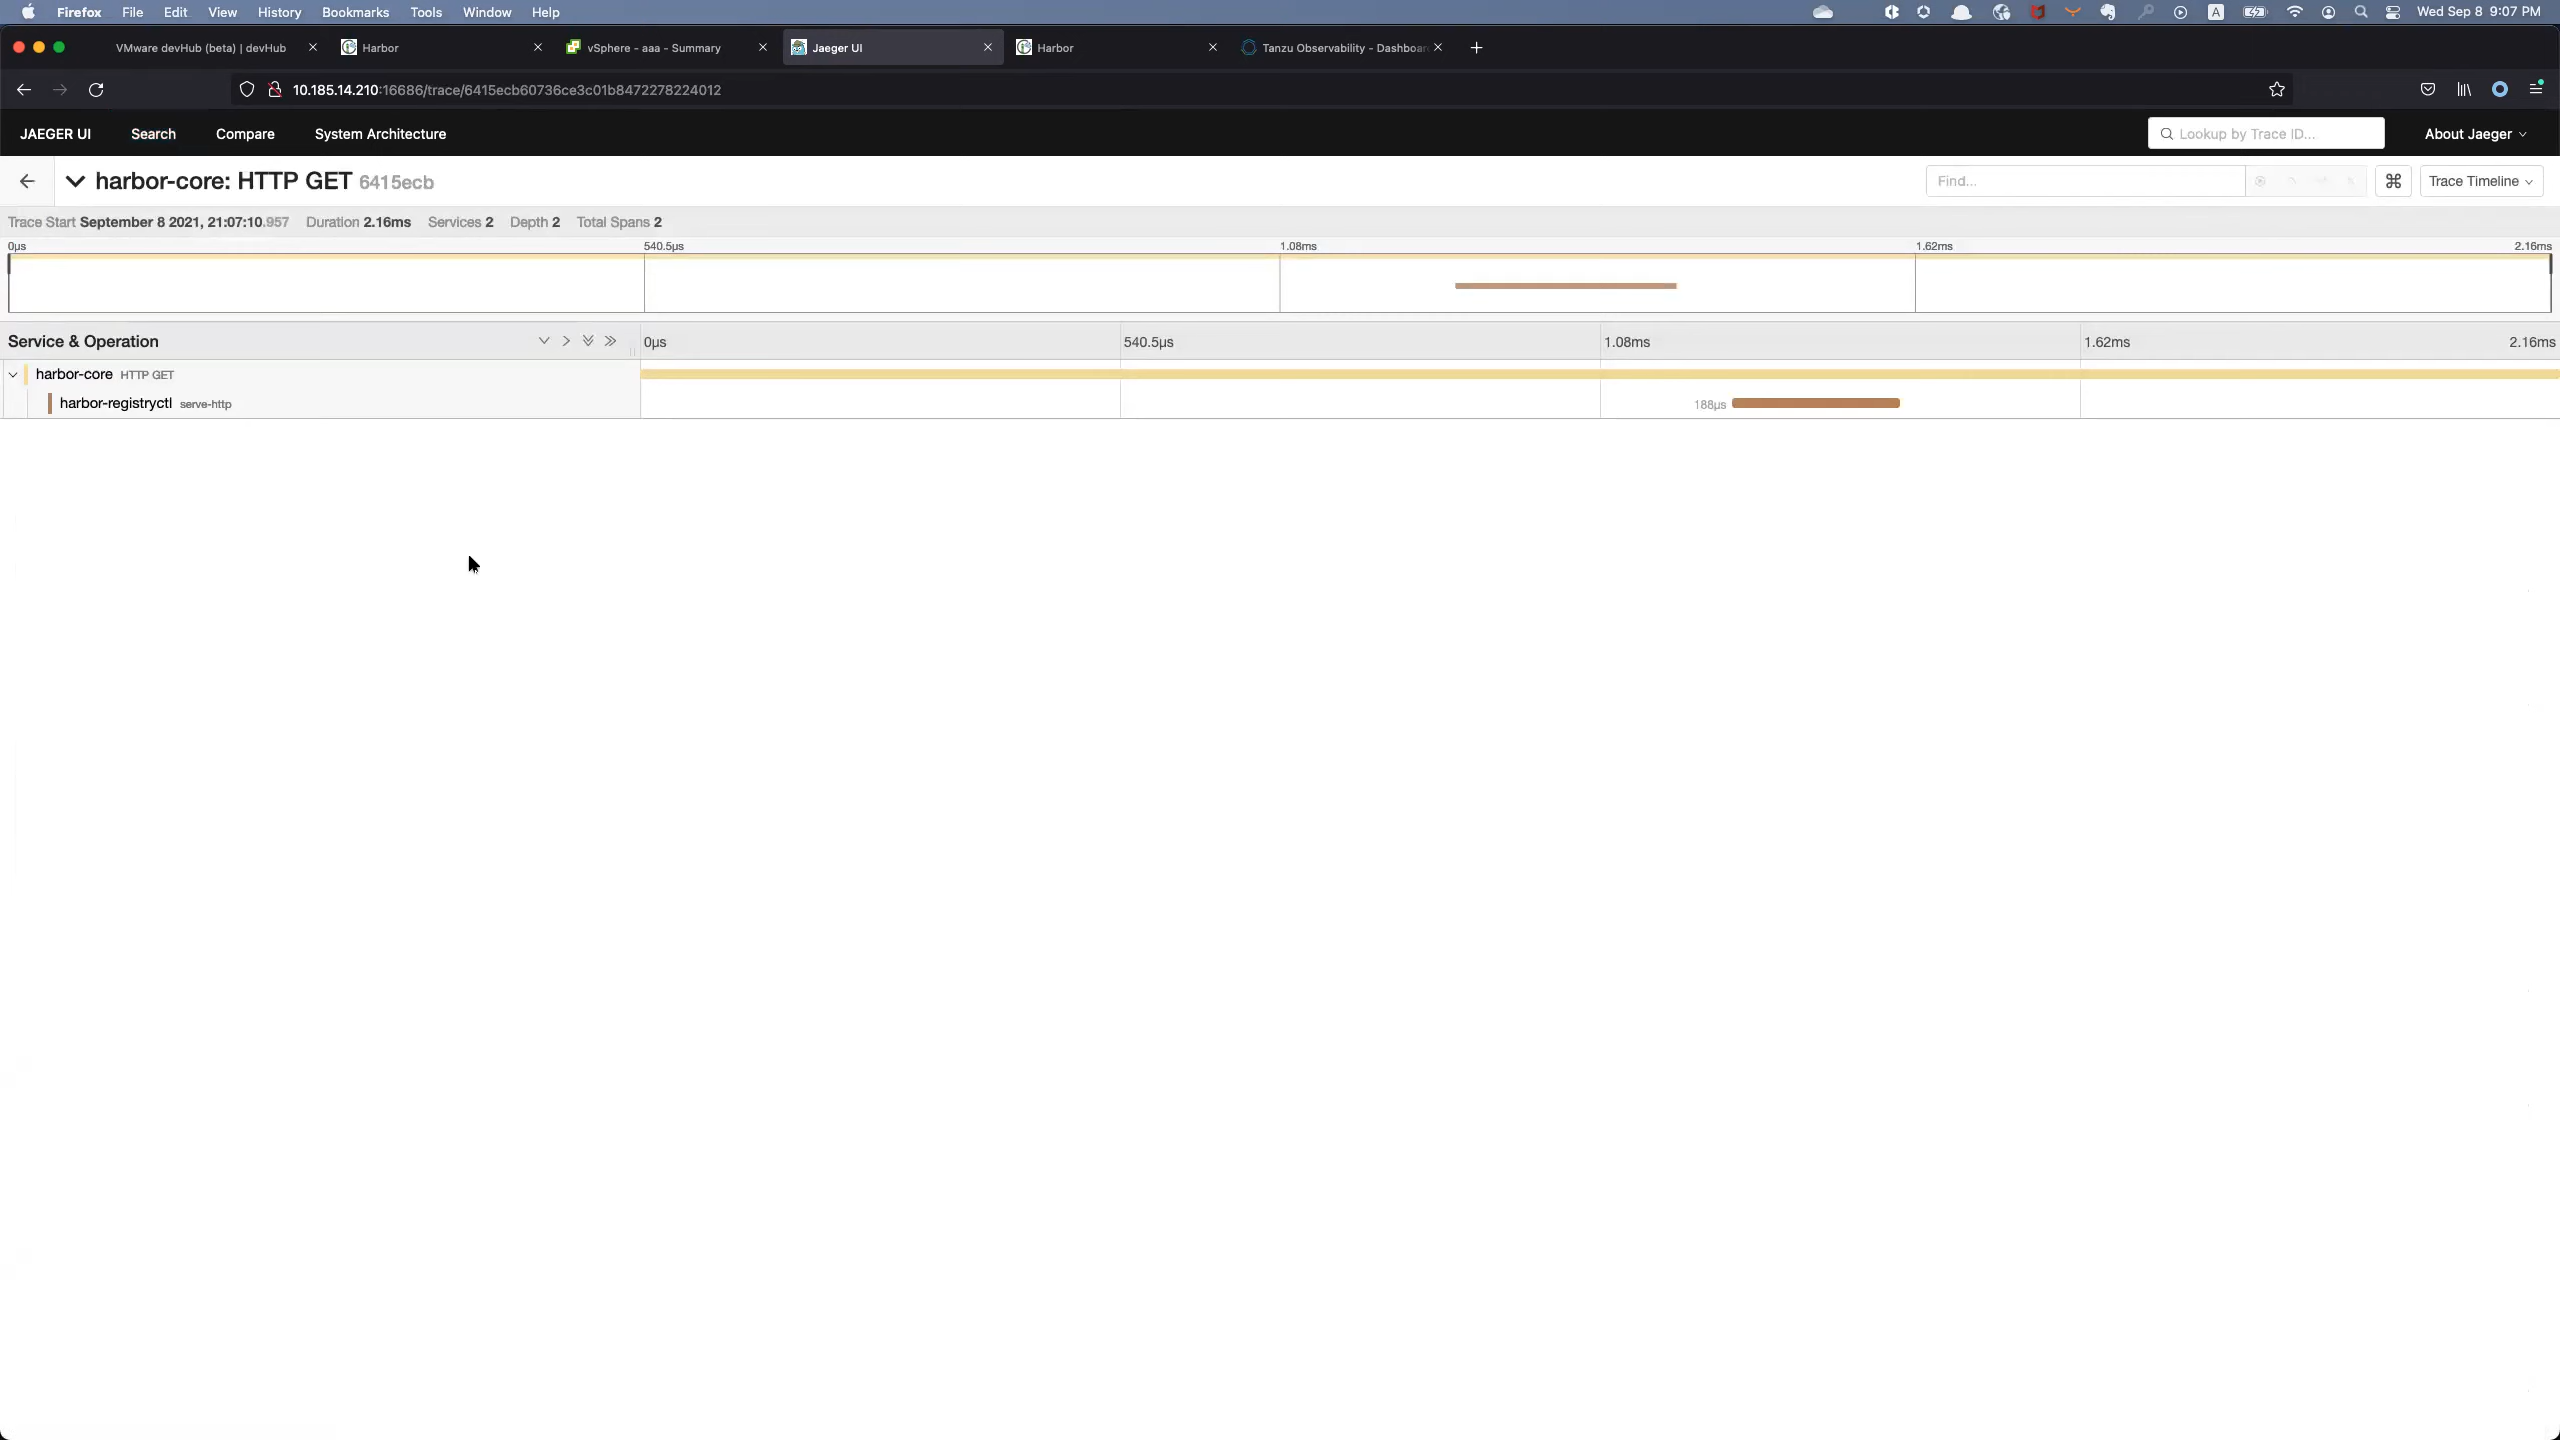 Firefox File Edit View History Bookmarks Tools Window Help A Wed Sep 8 9:07 PM
VMware devHub (beta) | devHub Harbor vSphere - aaa - Summary Jaeger UI Harbor Tanzu Observability - Dashboar
10.185.14.210:16686/trace/6415ecb60736ce3c01b8472278224012
JAEGER UI Search Compare System Architecture Lookup by Trace ID... About Jaeger
harbor-core: HTTP GET 6415ecb Find... ⌘ Trace Timeline
Trace Start September 8 2021, 21:07:10.957 Duration 2.16ms Services 2 Depth 2 Total Spans 2
0μs 540.5μs 1.08ms 1.62ms 2.16ms
Service & Operation 0μs 540.5μs 1.08ms 1.62ms 2.16ms
harbor-core HTTP GET
harbor-registryctl serve-http 188μs